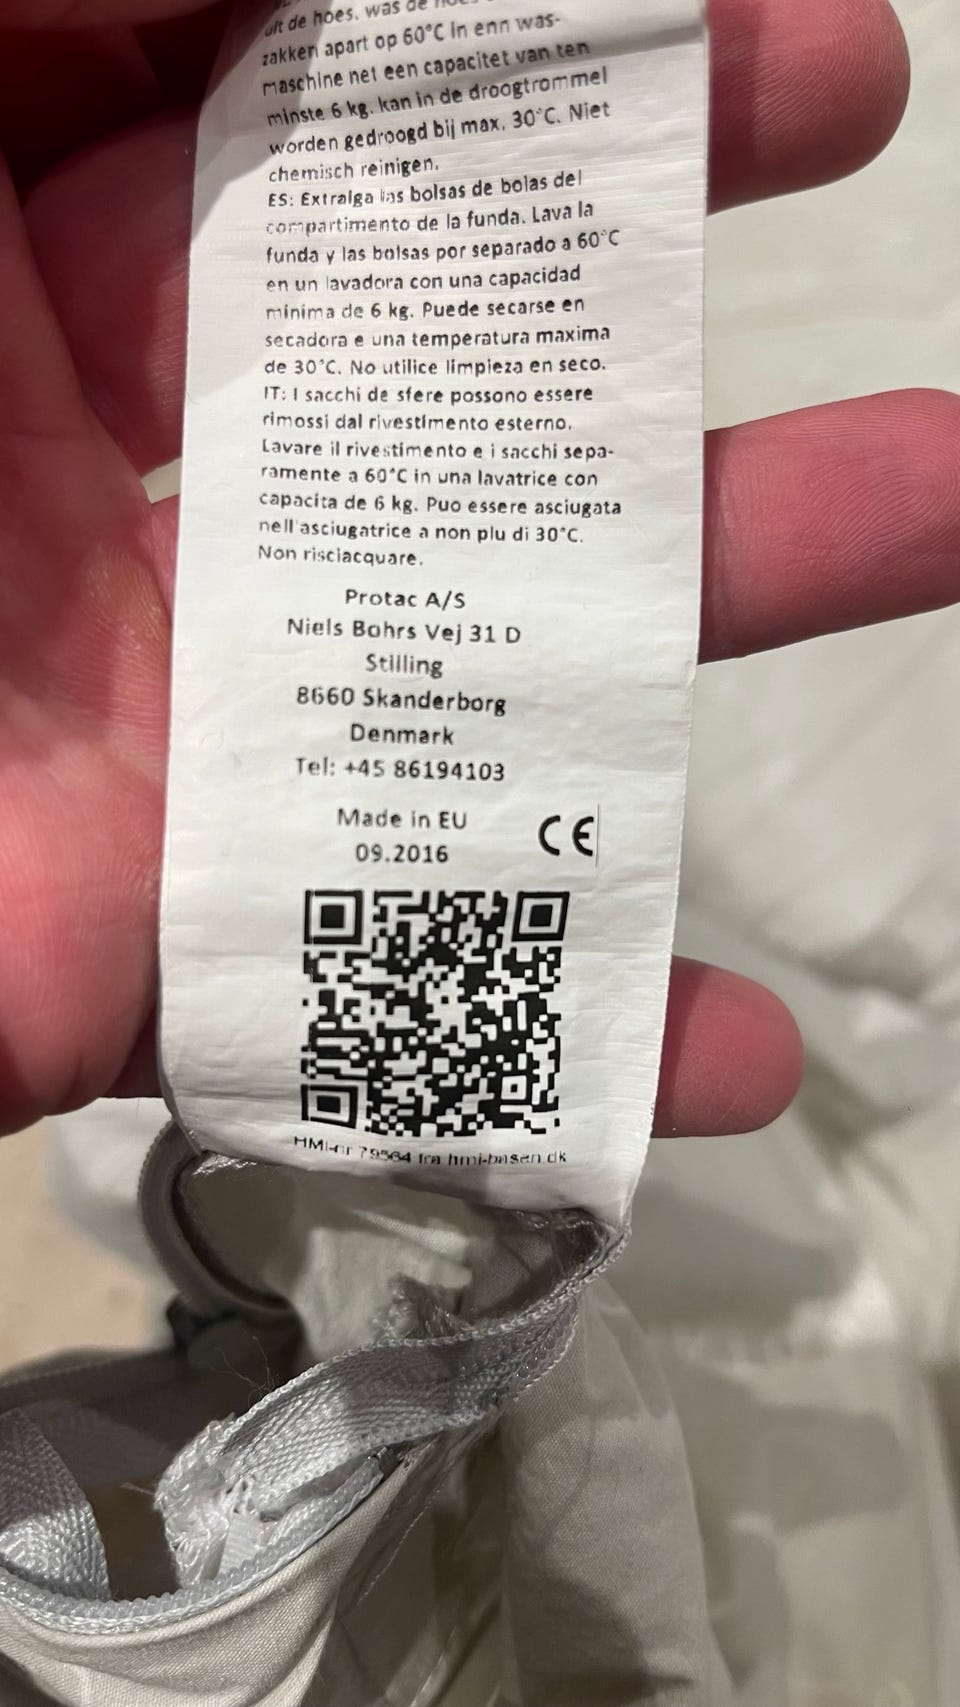 uit de hoes. was de
zakken apart op 60°C in enn was-
maschine net een capacitet van ten
minste 6 kg. kan in de droogtrommel
worden gedroogd bij max. 30°C. Niet
chemisch reinigen.
ES: Extralga las bolsas de bolas del
compartimento de la funda. Lava la
funda y las bolsas por separado a 60°C
en un lavadora con una capacidad
minima de 6 kg. Puede secarse en
secadora e una temperatura maxima
de 30°C. No utilice limpieza en seco.
IT: I sacchi de sfere possono essere
rimossi dal rivestimento esterno.
Lavare il rivestimento e i sacchi sepa-
ramente a 60°C in una lavatrice con
capacita de 6 kg. Puo essere asciugata
nell'asciugatrice a non plu di 30°C.
Non risciacquare.
Protac A/S
Niels Bohrs Vej 31 D
Stilling
8660 Skanderborg
Denmark
Tel: +45 86194103
Made in EU
CE
09.2016
HMI-nr 79564 fra hmi-basen.dk